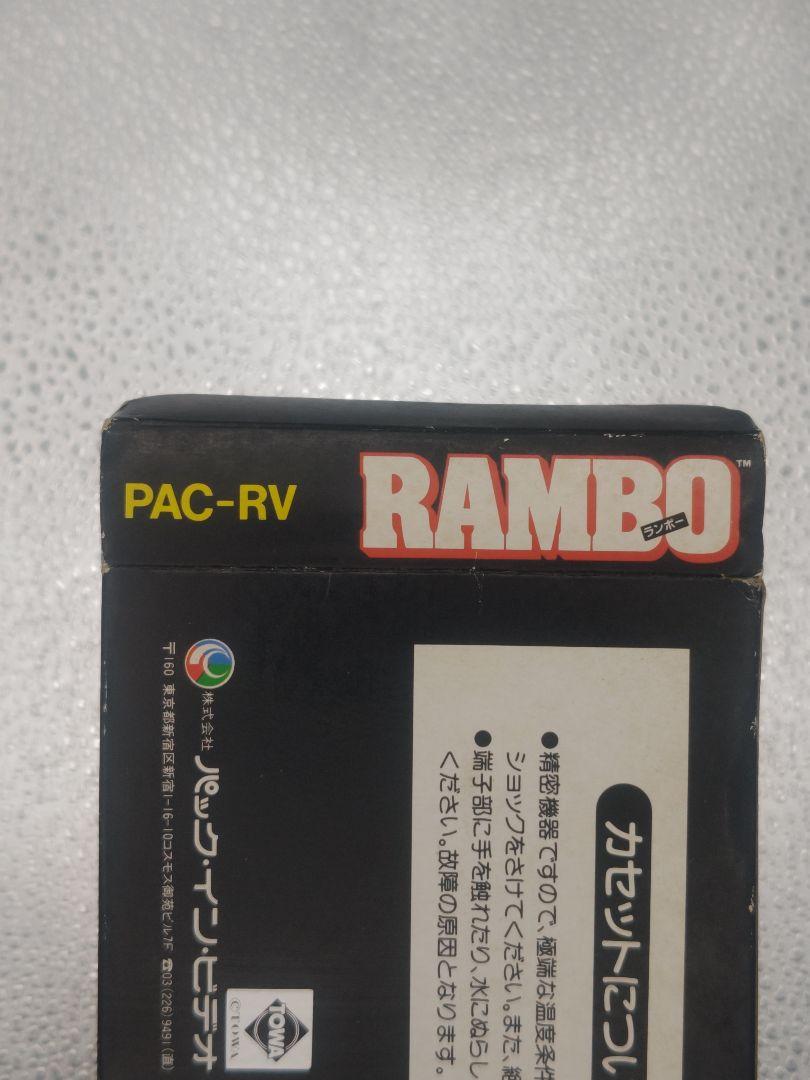 PAC-RV
RAMBO™
ランボー
カセットについ
●精密機器ですので、極端な温度条件
ショックをさけてください。また、絶
●端子部に手を触れたり、水にぬらし
ください。故障の原因となります。
株式会社 パック・イン・ビデオ
〒160 東京都新宿区新宿1-16-10コスモス御苑ビル7F ☎03(226)9491(直)
TOWA
©TOWA